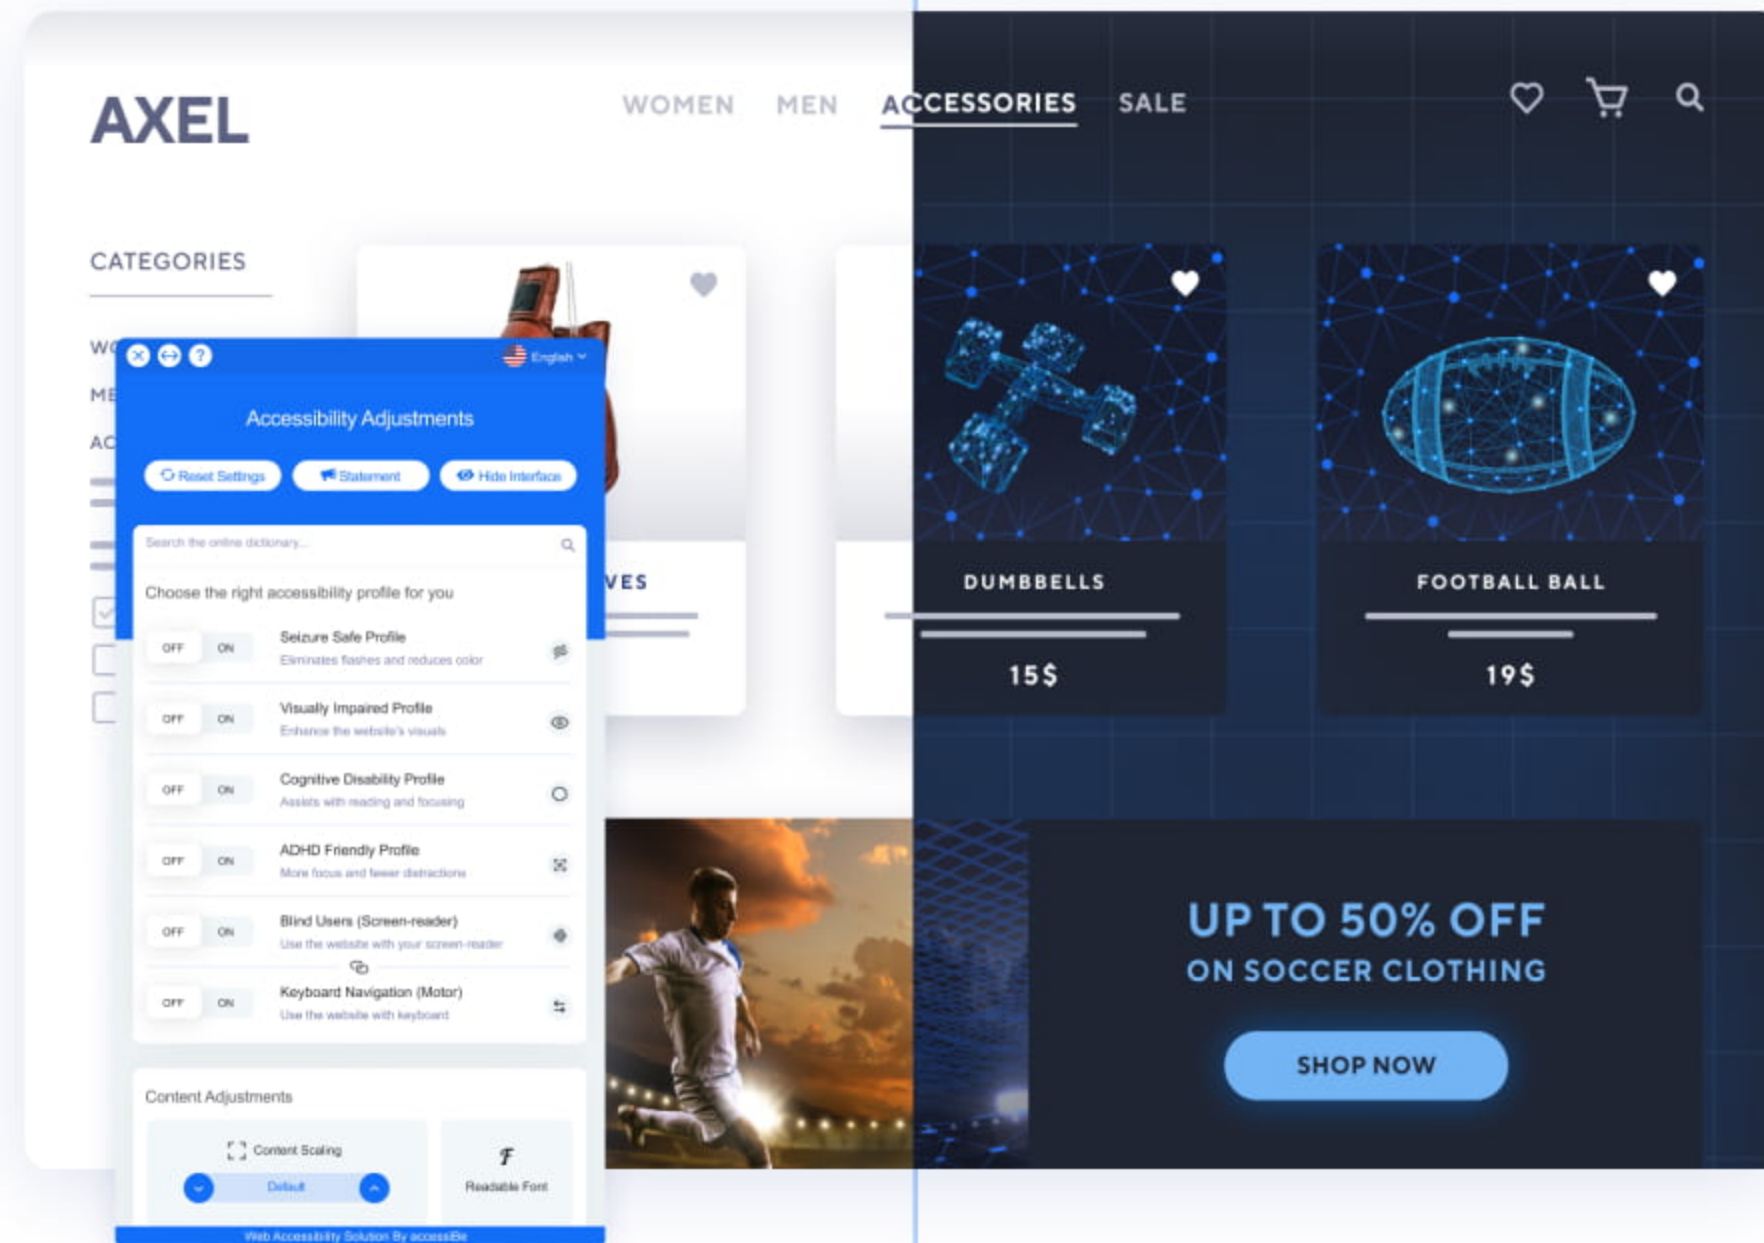 AXEL
WOMEN MEN ACCESSORIES SALE
CATEGORIES
WO
ME
AC
English
Accessibility Adjustments
Reset Settings
Statement
Hide Interface
Search the online dictionary...
Choose the right accessibility profile for you
OFF ON Seizure Safe Profile
Eliminates flashes and reduces color
OFF ON Visually Impaired Profile
Enhance the website's visuals
OFF ON Cognitive Disability Profile
Assists with reading and focusing
OFF ON ADHD Friendly Profile
More focus and fewer distractions
OFF ON Blind Users (Screen-reader)
Use the website with your screen-reader
OFF ON Keyboard Navigation (Motor)
Use the website with keyboard
Content Adjustments
Content Scaling
Default
Readable Font
Web Accessibility Solution By accessiBe
VES
DUMBBELLS
15$
FOOTBALL BALL
19$
UP TO 50% OFF
ON SOCCER CLOTHING
SHOP NOW